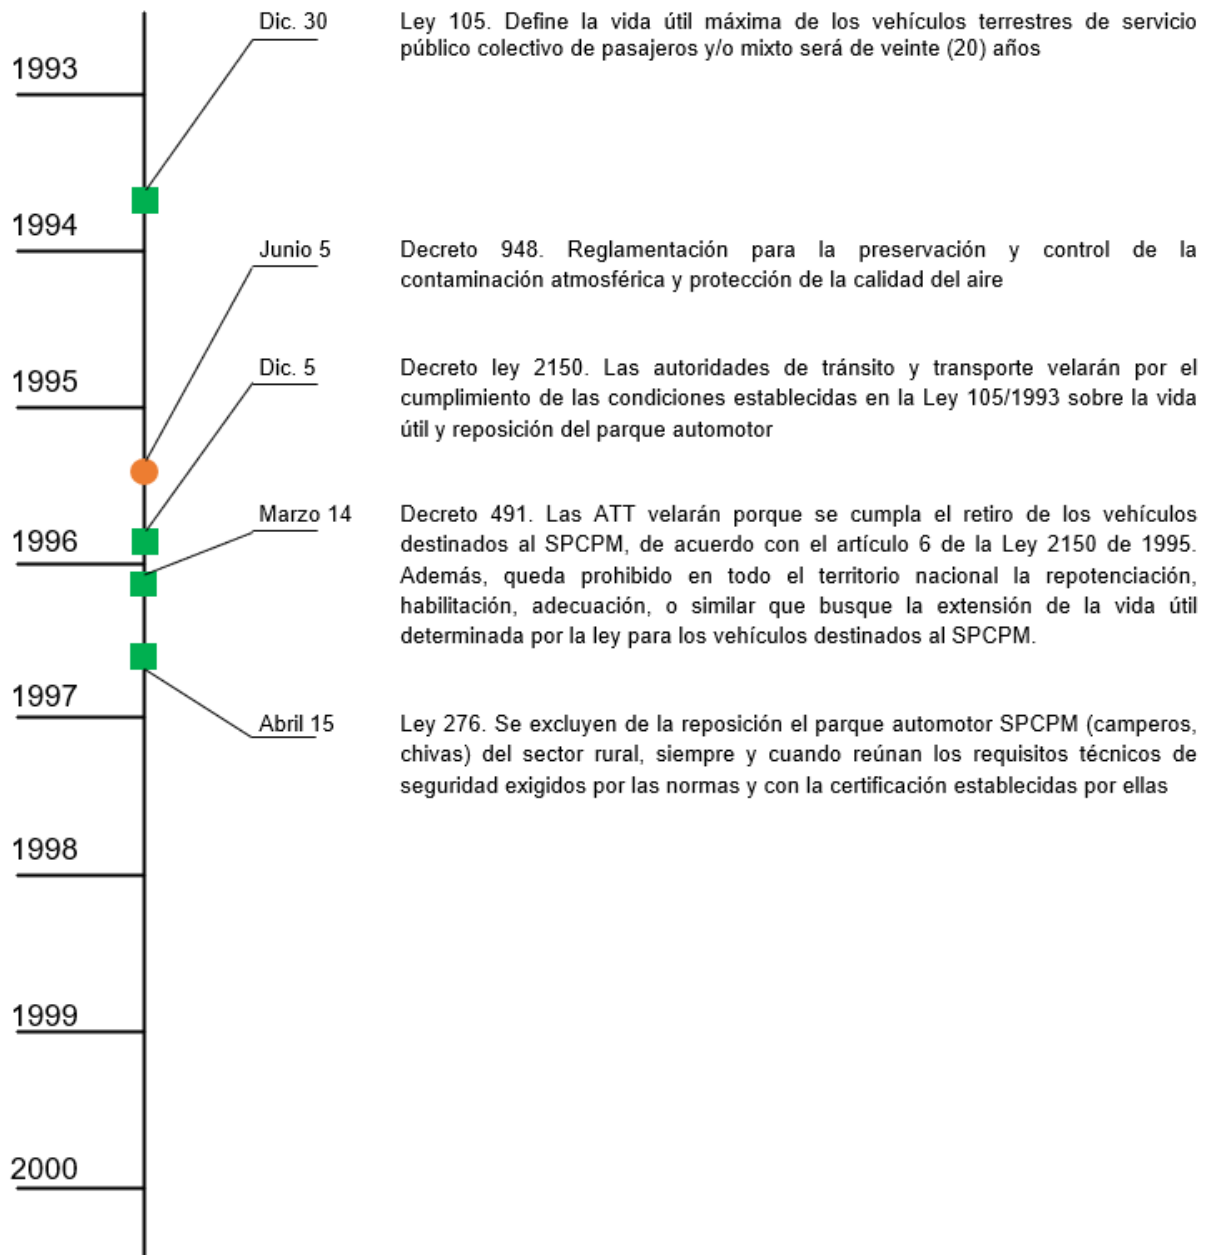 Dic. 30
Ley 105. Define la vida útil máxima de los vehículos terrestres de servicio
público colectivo de pasajeros y/o mixto será de veinte (20) años
1993
1994
Junio 5
Decreto 948. Reglamentación para la preservación y control de la
contaminación atmosférica y protección de la calidad del aire
1995
Dic. 5
Decreto ley 2150. Las autoridades de tránsito y transporte velarán por el
cumplimiento de las condiciones establecidas en la Ley 105/1993 sobre la vida
útil y reposición del parque automotor
1996
Marzo 14
Decreto 491. Las ATT velarán porque se cumpla el retiro de los vehículos
destinados al SPCPM, de acuerdo con el artículo 6 de la Ley 2150 de 1995.
Además, queda prohibido en todo el territorio nacional la repotenciación,
habilitación, adecuación, o similar que busque la extensión de la vida útil
determinada por la ley para los vehículos destinados al SPCPM.
1997
Abril 15
Ley 276. Se excluyen de la reposición el parque automotor SPCPM (camperos,
chivas) del sector rural, siempre y cuando reúnan los requisitos técnicos de
seguridad exigidos por las normas y con la certificación establecidas por ellas
1998
1999
2000